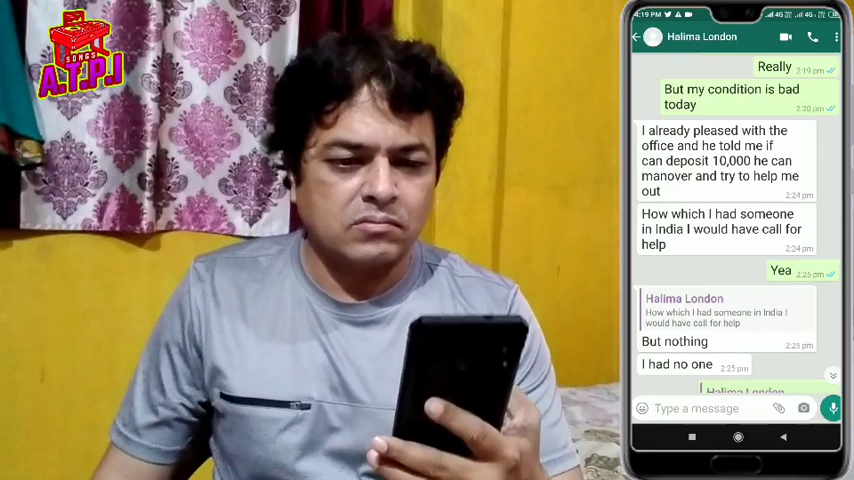 SONGS
A.T.P.I
4:19 PM
4G
4G
Halima London
Really
2:19 pm
But my condition is bad
today
2:20 pm
I already pleased with the
office and he told me if
can deposit 10,000 he can
manover and try to help me
out
2:24 pm
How which I had someone
in India I would have call for
help
2:24 pm
Yea
2:25 pm
Halima London
How which I had someone in India I
would have call for help
But nothing
2:25 pm
I had no one
2:25 pm
Halima London
Type a message